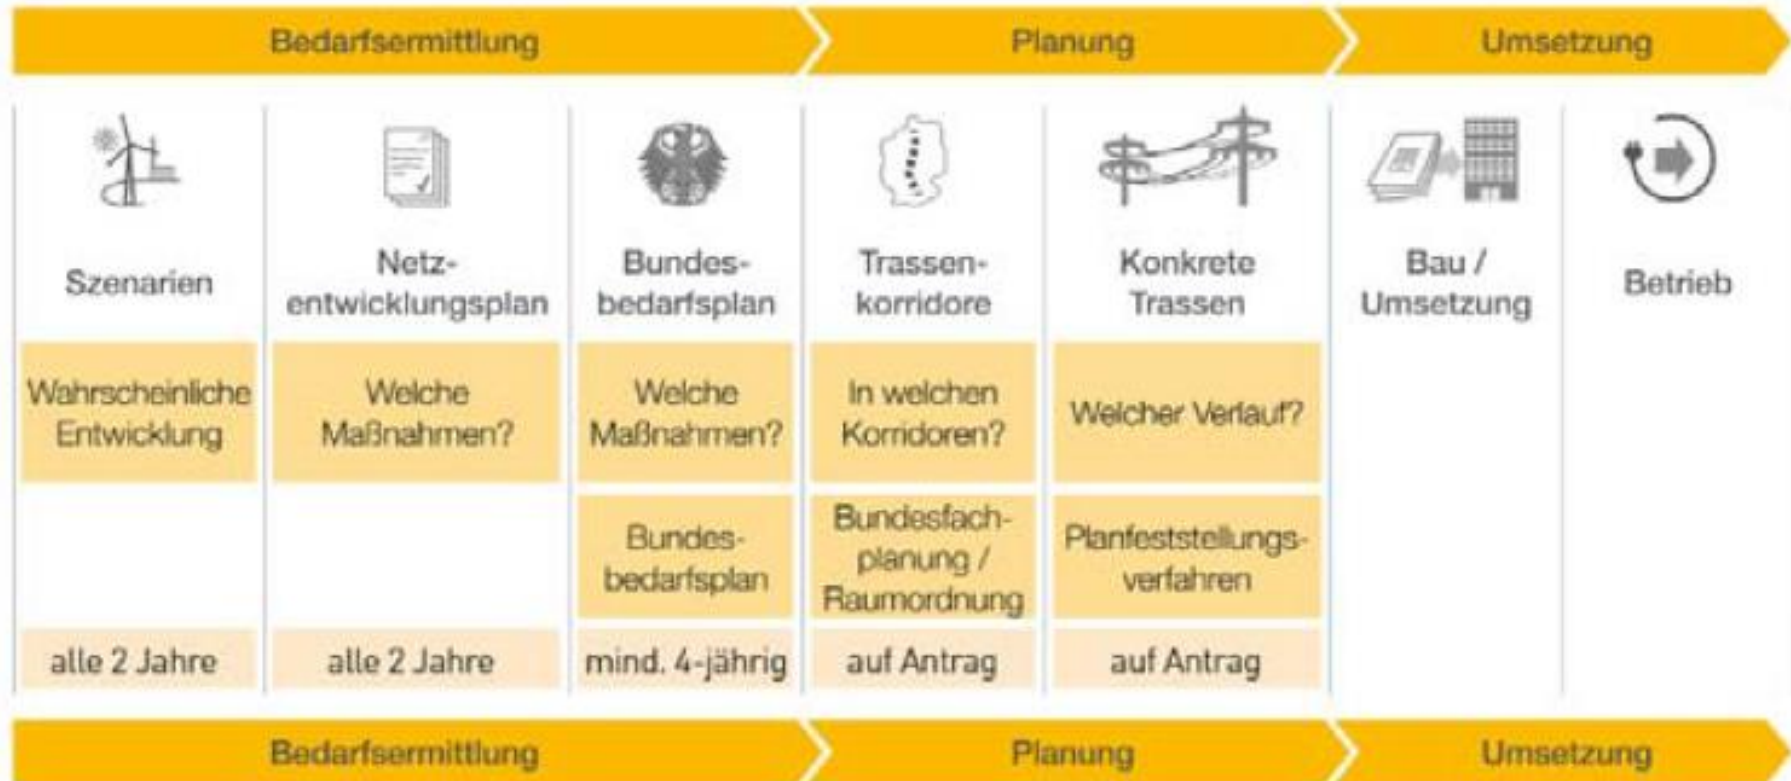 Bedarfsermittlung
Planung
Umsetzung
Szenarien
Netz-
entwicklungsplan
Bundes-
bedarfsplan
Trassen-
korridore
Konkrete
Trassen
Bau /
Umsetzung
Betrieb
Wahrscheinliche
Entwicklung
Welche
Maßnahmen?
Welche
Maßnahmen?
In welchen
Korridoren?
Welcher Verlauf?
Bundes-
bedarfsplan
Bundesfach-
planung /
Raumordnung
Planfeststellungs-
verfahren
alle 2 Jahre
alle 2 Jahre
mind. 4-jährig
auf Antrag
auf Antrag
Bedarfsermittlung
Planung
Umsetzung